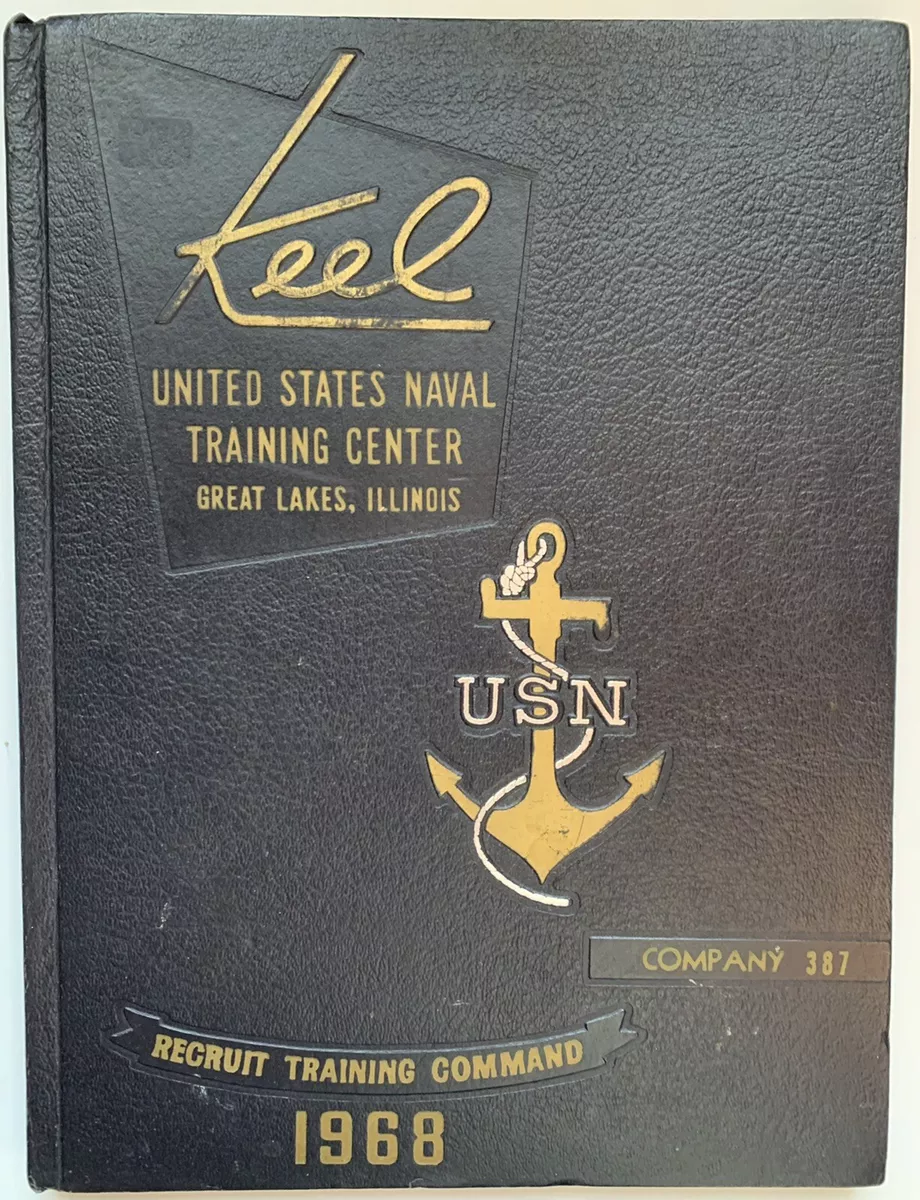 Keel
UNITED STATES NAVAL
TRAINING CENTER
GREAT LAKES, ILLINOIS
USN
COMPANY 387
RECRUIT TRAINING COMMAND
1968